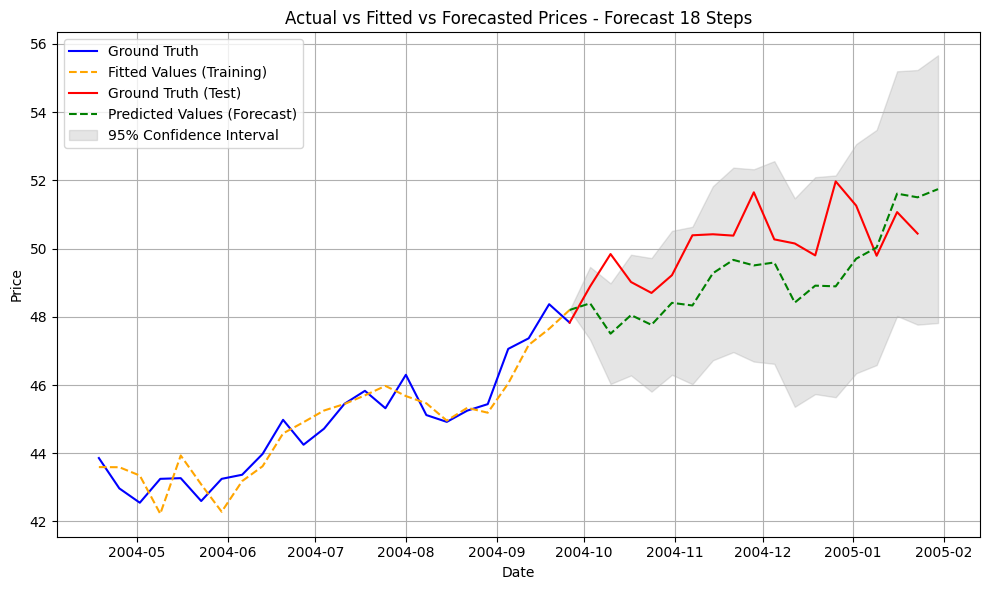 Actual vs Fitted vs Forecasted Prices - Forecast 18 Steps
Ground Truth
Fitted Values (Training)
Ground Truth (Test)
Predicted Values (Forecast)
95% Confidence Interval
Price
56
54
52
50
48
46
44
42
2004-05 2004-06 2004-07 2004-08 2004-09 2004-10 2004-11 2004-12 2005-01 2005-02
Date